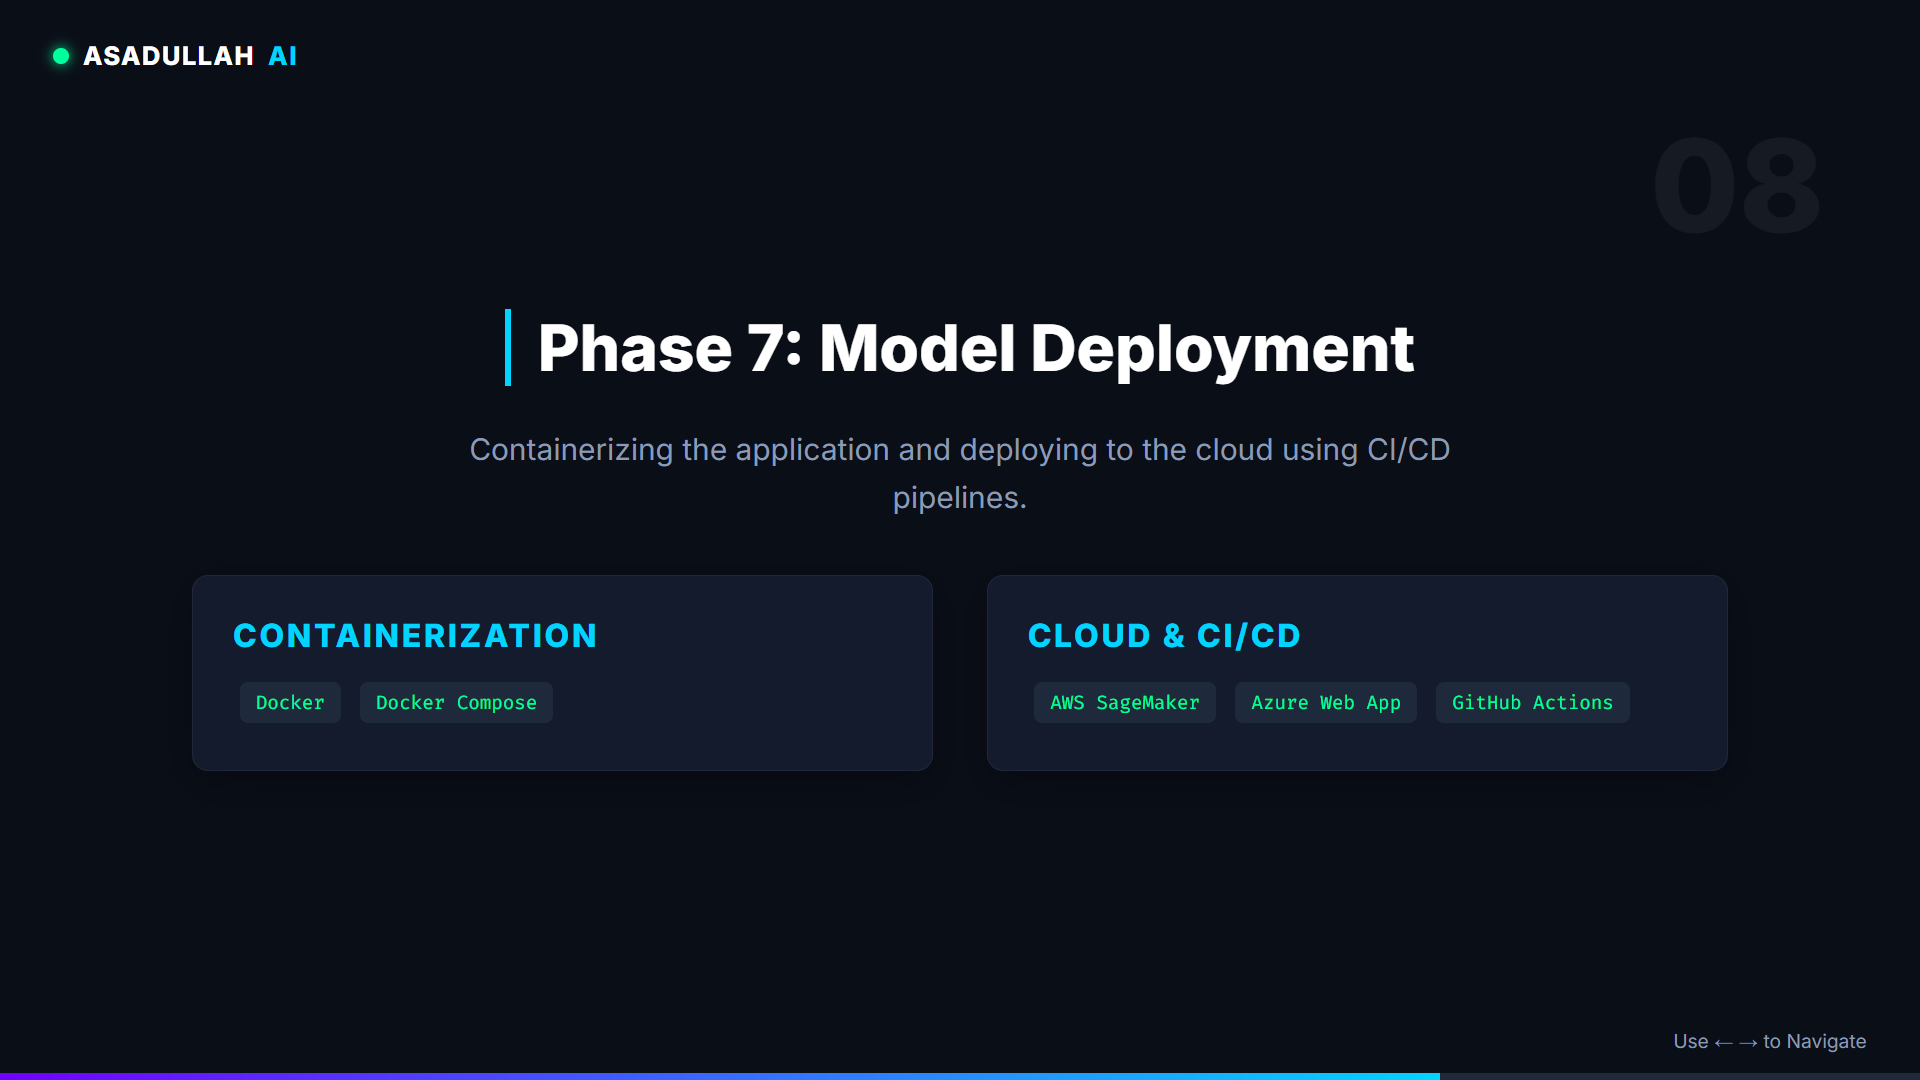 ASADULLAH AI
08
Phase 7: Model Deployment
Containerizing the application and deploying to the cloud using CI/CD
pipelines.
CONTAINERIZATION
Docker
Docker Compose
CLOUD & CI/CD
AWS SageMaker
Azure Web App
GitHub Actions
Use ← → to Navigate